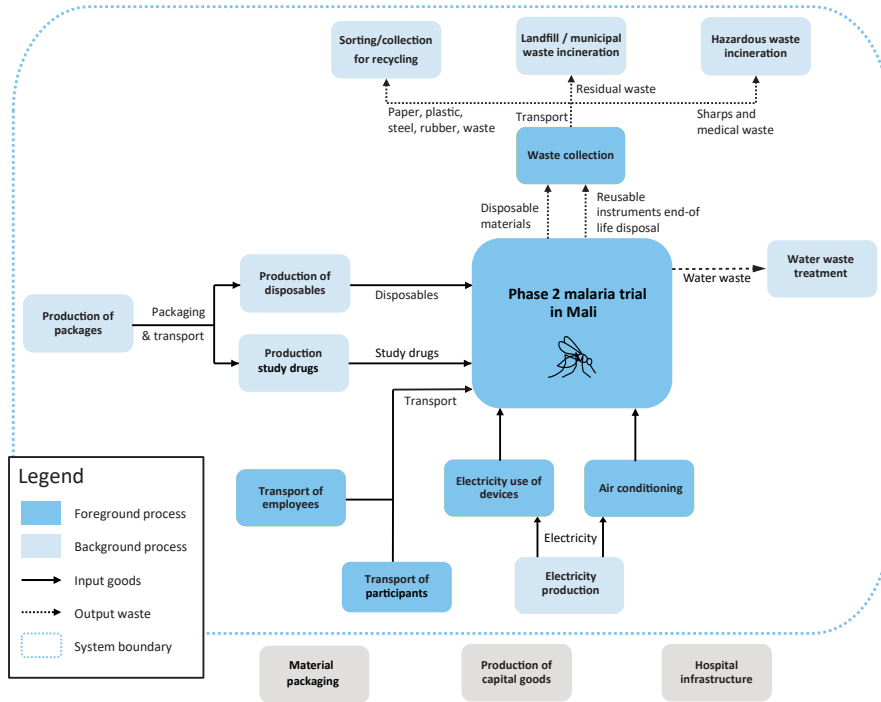 Sorting/collection
for recycling
Landfill / municipal
waste incineration
Hazardous waste
incineration
Residual waste
Paper, plastic,
steel, rubber, waste
Transport
Sharps and
medical waste
Waste collection
Disposable
materials
Reusable
instruments end-of
life disposal
Production of
disposables
Disposables
Phase 2 malaria trial
in Mali
Water waste
Water waste
treatment
Production of
packages
Packaging
& transport
Production
study drugs
Study drugs
Transport
Legend
Foreground process
Background process
Input goods
Output waste
System boundary
Transport of
employees
Electricity use of
devices
Air conditioning
Electricity
Transport of
participants
Electricity
production
Material
packaging
Production of
capital goods
Hospital
infrastructure